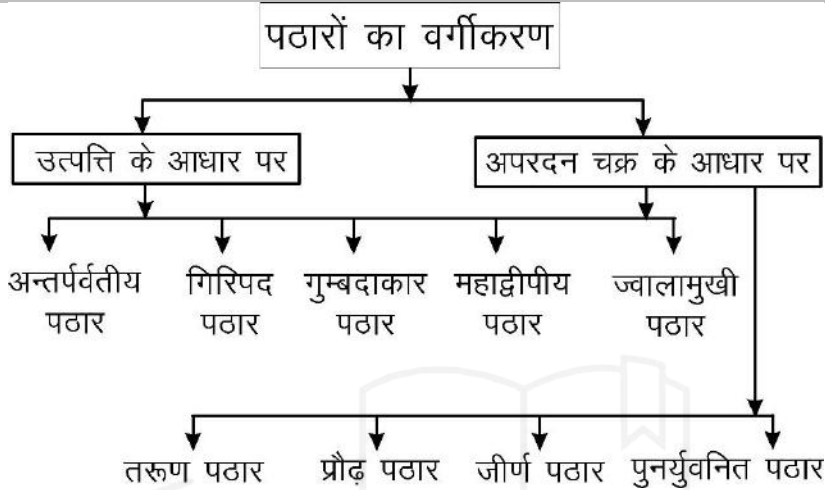 पठारों का वर्गीकरण
उत्पत्ति के आधार पर
अपरदन चक्र के आधार पर
अन्तर्पर्वतीय पठार
गिरिपद पठार
गुम्बदाकार पठार
महाद्वीपीय पठार
ज्वालामुखी पठार
तरूण पठार
प्रौढ़ पठार
जीर्ण पठार
पुनर्युवनित पठार